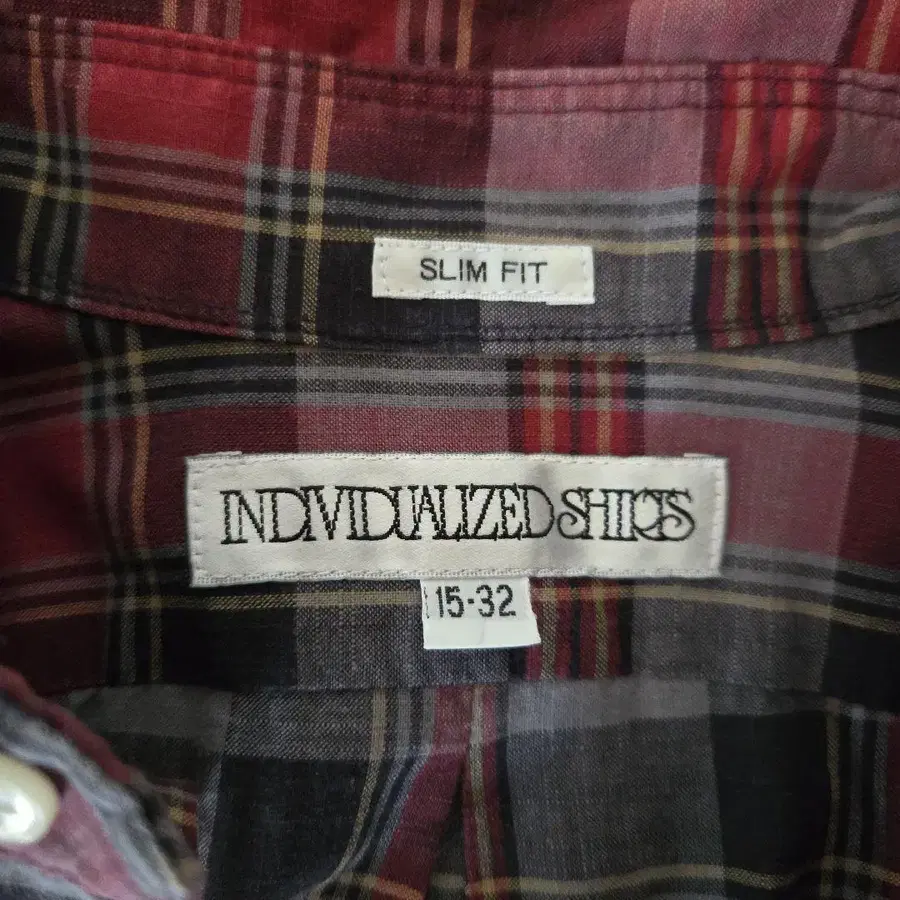 SLIM FIT
INDIVIDUALIZED SHIRTS
15-32